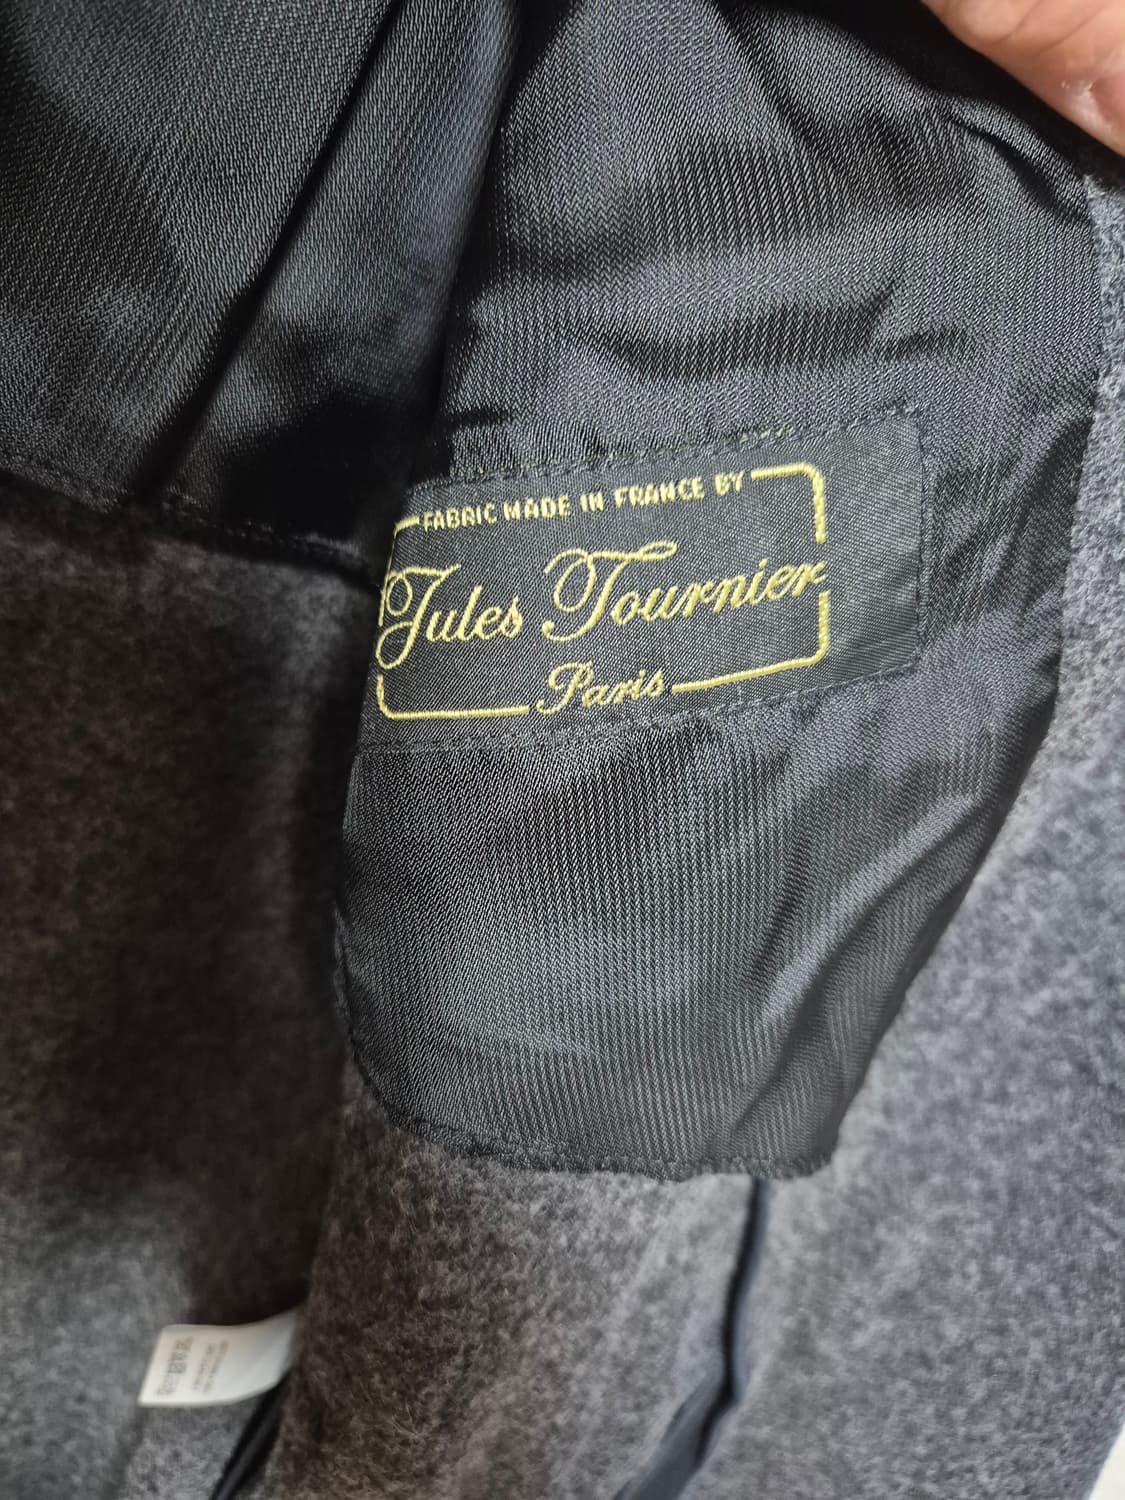 FABRIC MADE IN FRANCE BY
Jules Tournier
Paris